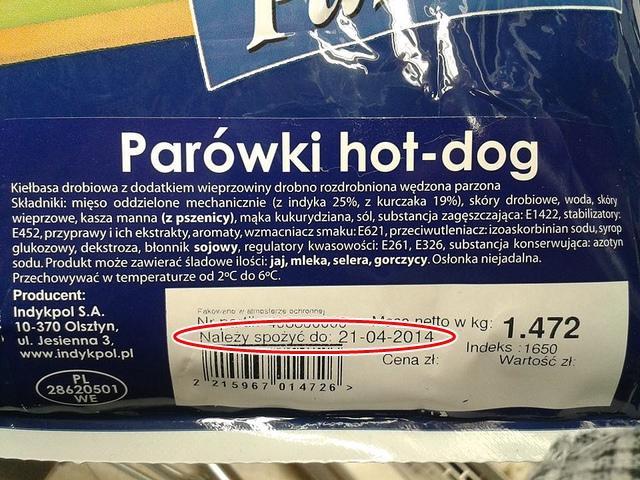 Parówki hot-dog
Kiełbasa drobiowa z dodatkiem wieprzowiny drobno rozdrobniona wędzona parzona
Składniki: mięso oddzielone mechanicznie (z indyka 25%, z kurczaka 19%), skóry drobiowe, woda, skóry
wieprzowe, kasza manna (z pszenicy), mąka kukurydziana, sól, substancja zagęszczająca: E1422, stabilizator:
E452, przyprawy i ich ekstrakty, aromaty, wzmacniacz smaku: E621, przeciwutleniacz: izoaskorbinian sodu, syrop
glukozowy, dekstroza, błonnik sojowy, regulatory kwasowości: E261, E326, substancja konserwująca: azotyn
sodu. Produkt może zawierać śladowe ilości: jaj, mleka, selera, gorczycy. Osłonka niejadalna.
Przechowywać w temperaturze od 2ºC do 6ºC.
Producent:
Indykpol S.A.
10-370 Olsztyn,
ul. Jesienna 3,
www.indykpol.pl
PL
28620501
WE
Pakowano w atmosferze ochronnej
Masa netto w kg: 1.472
Należy spożyć do: 21-04-2014
Indeks :1650
Cena zł: Wartość zł:
2 215967 014726 >